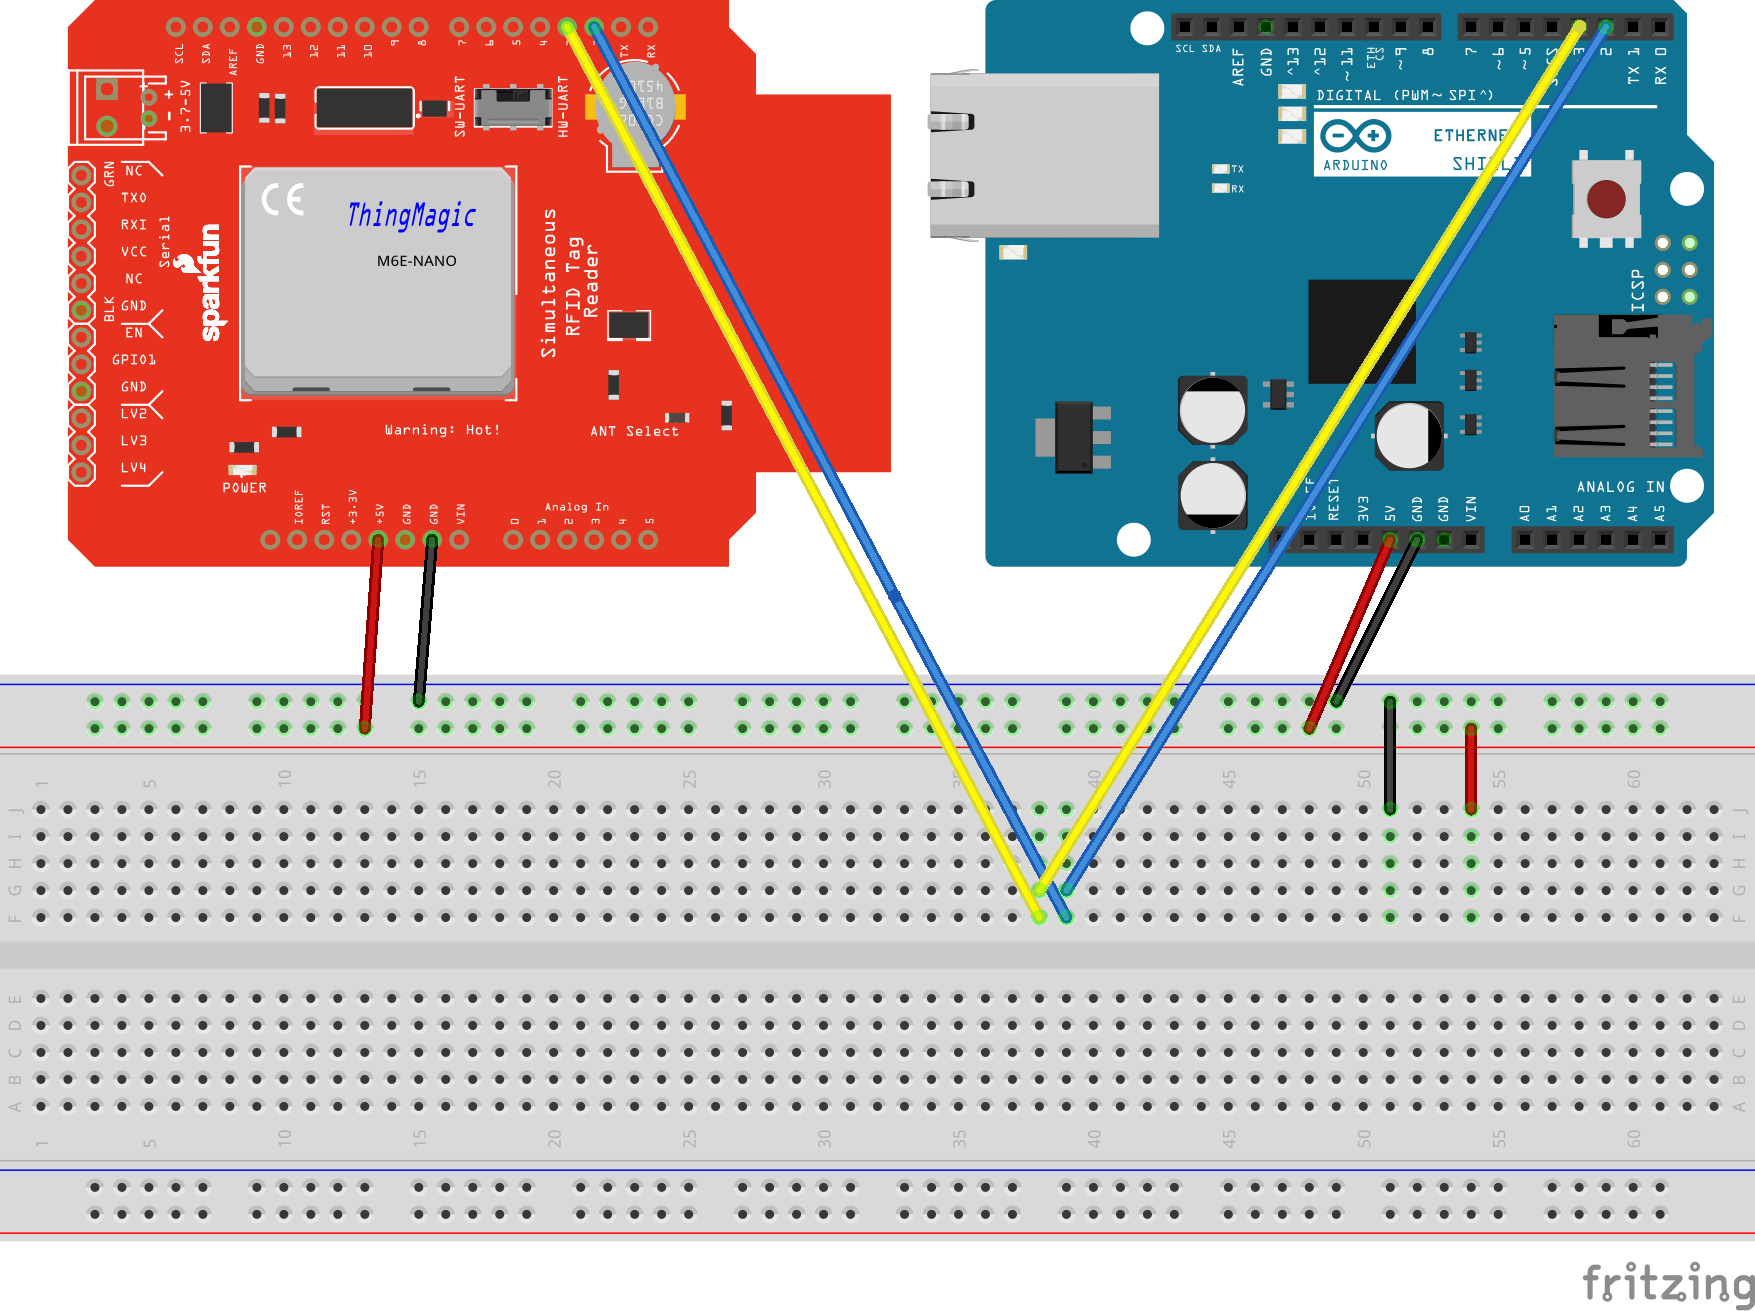 SCL
SDA
AREF
GND
13
12
11
10
9
8
7
6
5
4
TX
RX
3.7-5V
+
-
SW-UART
HW-UART
GRN
NC
TX0
RXI
VCC
NC
GND
BLK
EN
GPIO1
GND
LV2
LV3
LV4
Serial
sparkfun
CE
ThingMagic
M6E-NANO
Simultaneous
RFID Tag
Reader
Warning: Hot!
ANT Select
POWER
IOREF
RST
+3.3V
+5V
GND
GND
VIN
Analog In
0
1
2
3
4
5
SCL SDA
AREF
GND
^13
^12
~11
ETH
CS
~9
8
7
~6
~5
3
2
TX 1
RX 0
DIGITAL (PWM~ SPI^)
ARDUINO
TX
RX
ICSP
ANALOG IN
RESET
3V3
5V
GND
GND
VIN
A0
A1
A2
A3
A4
A5
1 5 10 15 20 25 30 35 40 45 50 55 60
J J
I I
H H
G G
F F
E E
D D
C C
B B
A A
1 5 10 15 20 25 30 35 40 45 50 55 60
fritzing